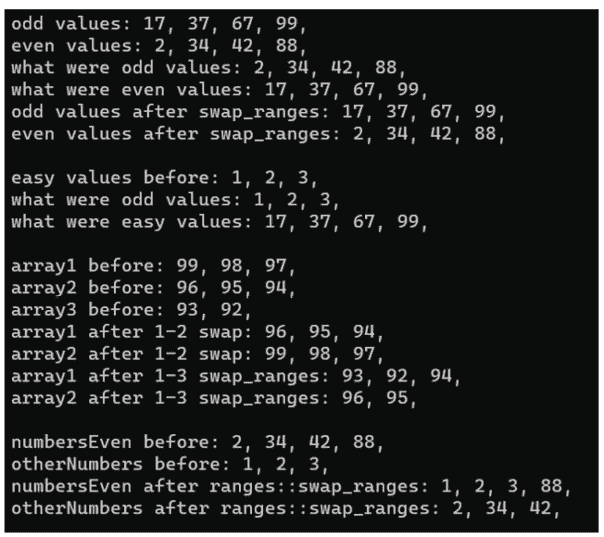 odd values: 17, 37, 67, 99,
even values: 2, 34, 42, 88,
what were odd values: 2, 34, 42, 88,
what were even values: 17, 37, 67, 99,
odd values after swap_ranges: 17, 37, 67, 99,
even values after swap_ranges: 2, 34, 42, 88,
easy values before: 1, 2, 3,
what were odd values: 1, 2, 3,
what were easy values: 17, 37, 67, 99,
array1 before: 99, 98, 97,
array2 before: 96, 95, 94,
array3 before: 93, 92,
array1 after 1-2 swap: 96, 95, 94,
array2 after 1-2 swap: 99, 98, 97,
array1 after 1-3 swap_ranges: 93, 92, 94,
array2 after 1-3 swap_ranges: 96, 95,
numbersEven before: 2, 34, 42, 88,
otherNumbers before: 1, 2, 3,
numbersEven after ranges::swap_ranges: 1, 2, 3, 88,
otherNumbers after ranges::swap_ranges: 2, 34, 42,